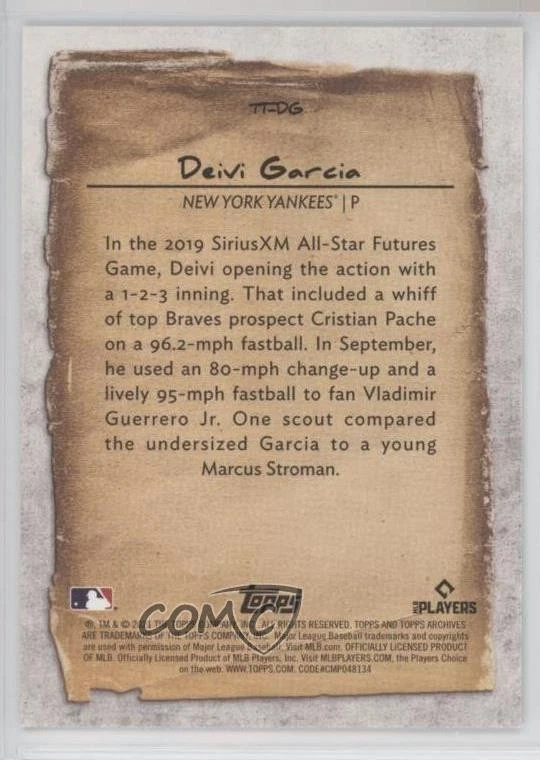 TT-DG
Deivi Garcia
NEW YORK YANKEES® | P
In the 2019 SiriusXM All-Star Futures
Game, Deivi opening the action with
a 1-2-3 inning. That included a whiff
of top Braves prospect Cristian Pache
on a 96.2-mph fastball. In September,
he used an 80-mph change-up and a
lively 95-mph fastball to fan Vladimir
Guerrero Jr. One scout compared
the undersized Garcia to a young
Marcus Stroman.
Topps
MLB PLAYERS
COMC
®, TM & © THE TOPPS COMPANY, INC. ALL RIGHTS RESERVED. TOPPS AND TOPPS ARCHIVES
ARE TRADEMARKS OF THE TOPPS COMPANY, INC. Major League Baseball trademarks and copyrights
are used with permission of Major League Baseball. Visit MLB.com. OFFICIALLY LICENSED PRODUCT
OF MLB. Officially Licensed Product of MLB Players, Inc. Visit MLBPLAYERS.COM, the Players Choice
on the web. WWW.TOPPS.COM. CODE#CMP048134